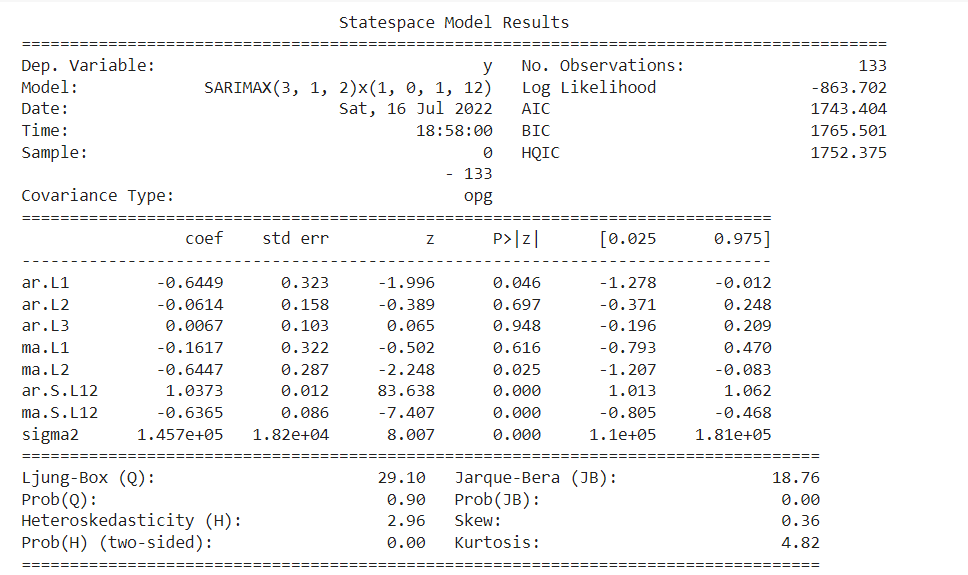 Statespace Model Results
==========================================================================================
Dep. Variable: y No. Observations: 133
Model: SARIMAX(3, 1, 2)x(1, 0, 1, 12) Log Likelihood -863.702
Date: Sat, 16 Jul 2022 AIC 1743.404
Time: 18:58:00 BIC 1765.501
Sample: 0 HQIC 1752.375
- 133
Covariance Type: opg
==============================================================================
coef std err z P>|z| [0.025 0.975]
------------------------------------------------------------------------------
ar.L1 -0.6449 0.323 -1.996 0.046 -1.278 -0.012
ar.L2 -0.0614 0.158 -0.389 0.697 -0.371 0.248
ar.L3 0.0067 0.103 0.065 0.948 -0.196 0.209
ma.L1 -0.1617 0.322 -0.502 0.616 -0.793 0.470
ma.L2 -0.6447 0.287 -2.248 0.025 -1.207 -0.083
ar.S.L12 1.0373 0.012 83.638 0.000 1.013 1.062
ma.S.L12 -0.6365 0.086 -7.407 0.000 -0.805 -0.468
sigma2 1.457e+05 1.82e+04 8.007 0.000 1.1e+05 1.81e+05
===================================================================================
Ljung-Box (Q): 29.10 Jarque-Bera (JB): 18.76
Prob(Q): 0.90 Prob(JB): 0.00
Heteroskedasticity (H): 2.96 Skew: 0.36
Prob(H) (two-sided): 0.00 Kurtosis: 4.82
===================================================================================